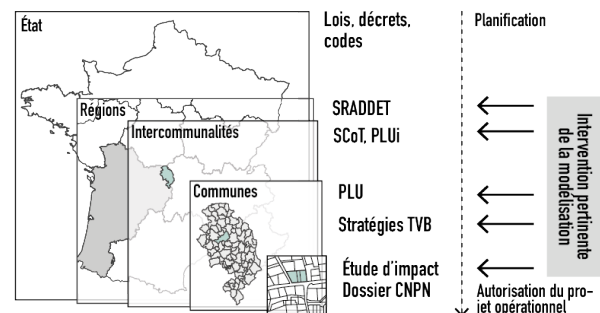 État
Lois, décrets,
codes
Planification
Régions
SRADDET
Intercommunalités
SCoT, PLUi
Communes
PLU
Stratégies TVB
Étude d'impact
Dossier CNPN
Intervention pertinente
de la modélisation
Autorisation du pro-
jet opérationnel